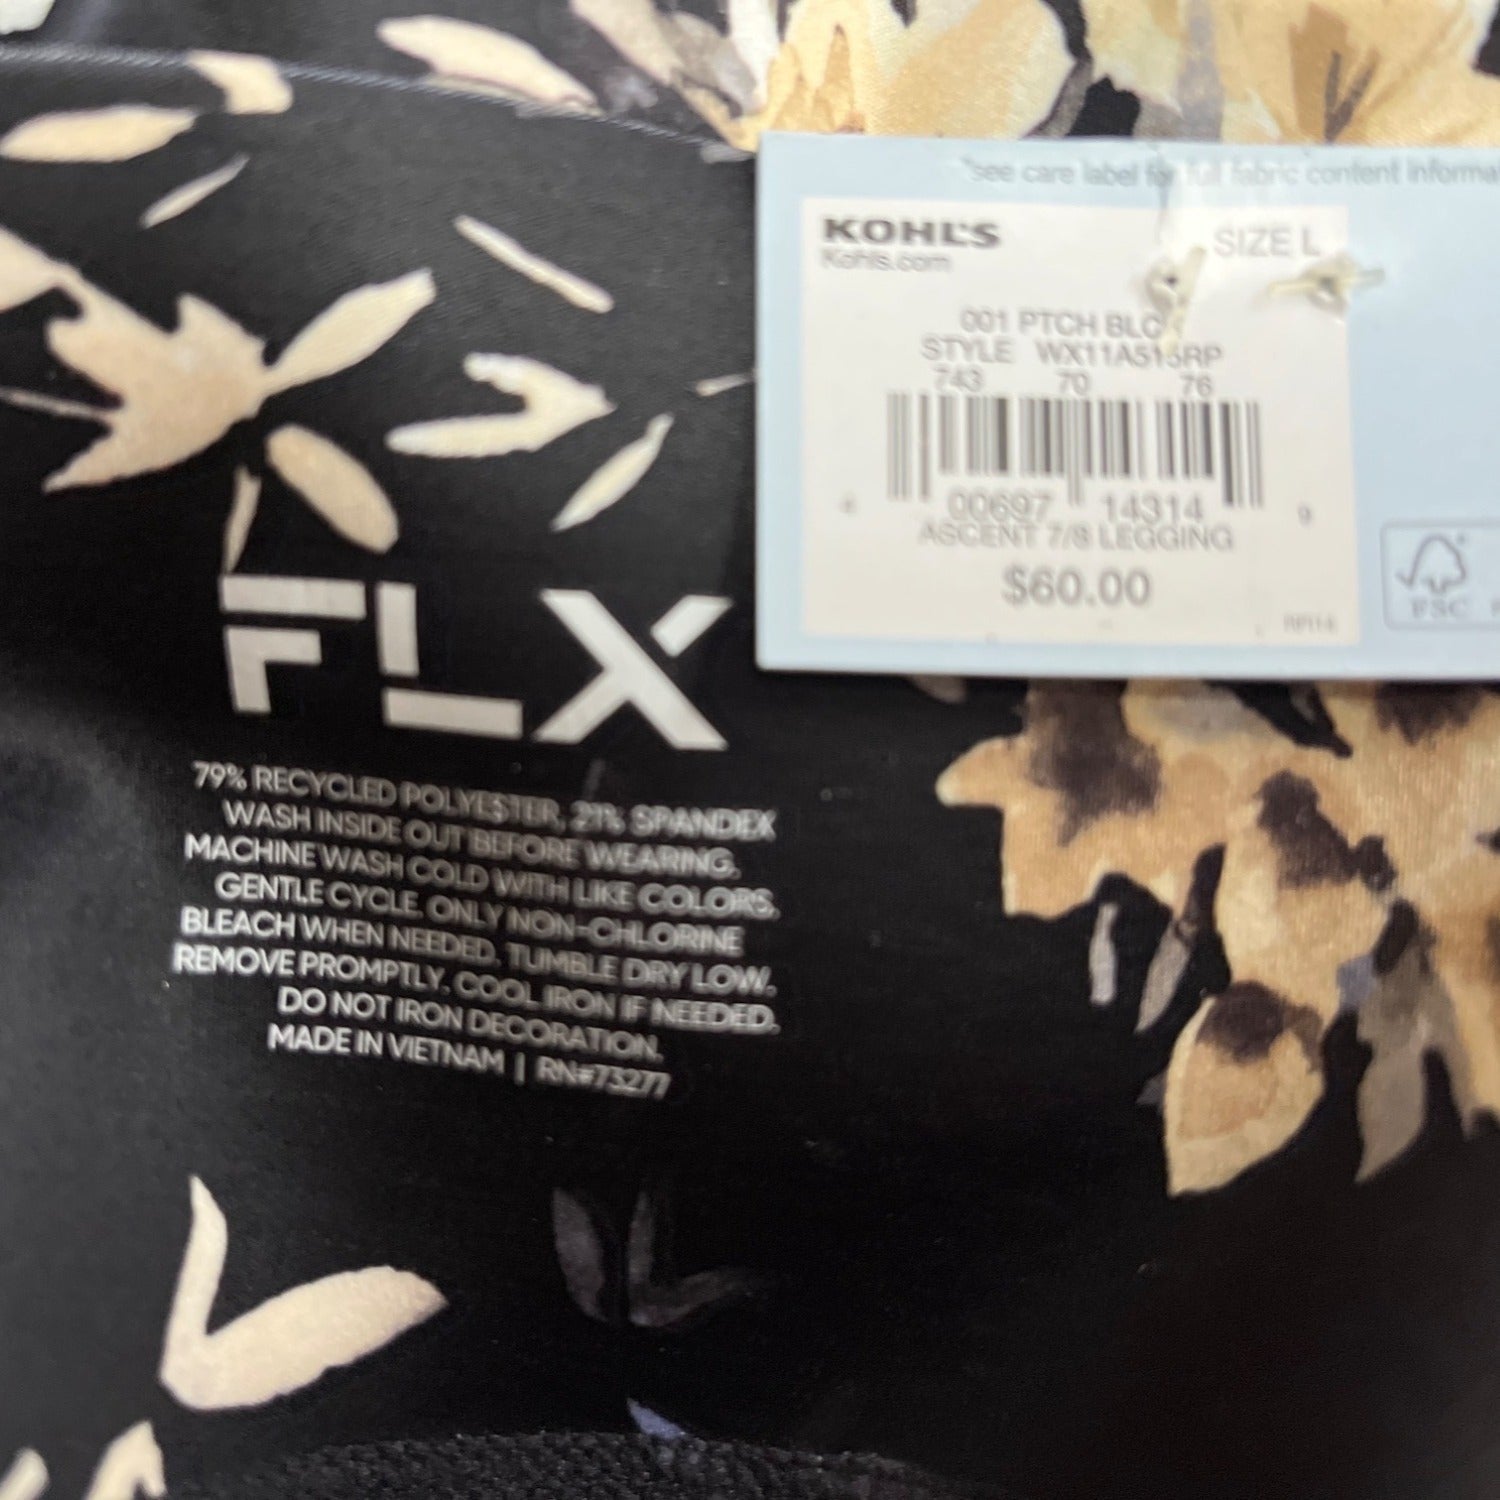 *see care label for full fabric content informa
KOHL'S
Kohls.com
SIZE L
001 PTCH BLC
STYLE WX11A515RP
743 70 76
4 00697 14314 9
ASCENT 7/8 LEGGING
$60.00
FSC
FLX
79% RECYCLED POLYESTER, 21% SPANDEX
WASH INSIDE OUT BEFORE WEARING.
MACHINE WASH COLD WITH LIKE COLORS,
GENTLE CYCLE. ONLY NON-CHLORINE
BLEACH WHEN NEEDED. TUMBLE DRY LOW.
REMOVE PROMPTLY. COOL IRON IF NEEDED.
DO NOT IRON DECORATION.
MADE IN VIETNAM | RN#73277